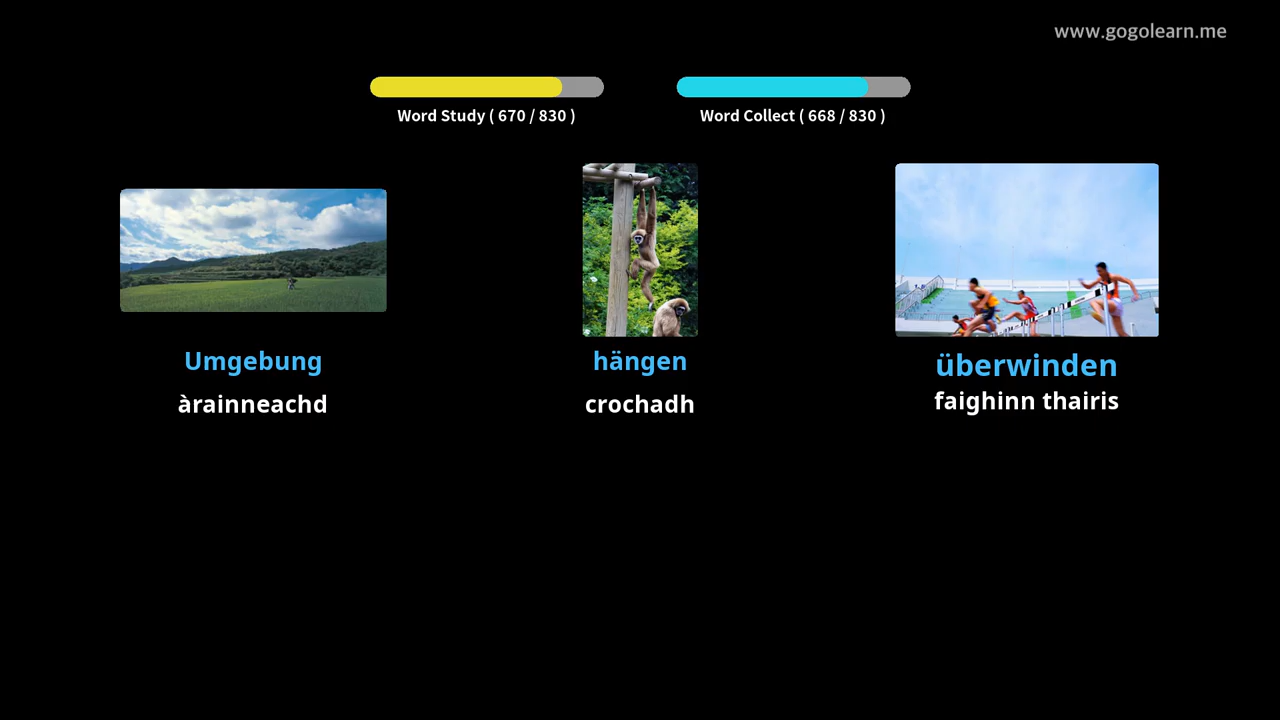 www.gogolearn.me
Word Study ( 670 / 830 )
Word Collect ( 668 / 830 )
Umgebung
àrainneachd
hängen
crochadh
überwinden
faighinn thairis